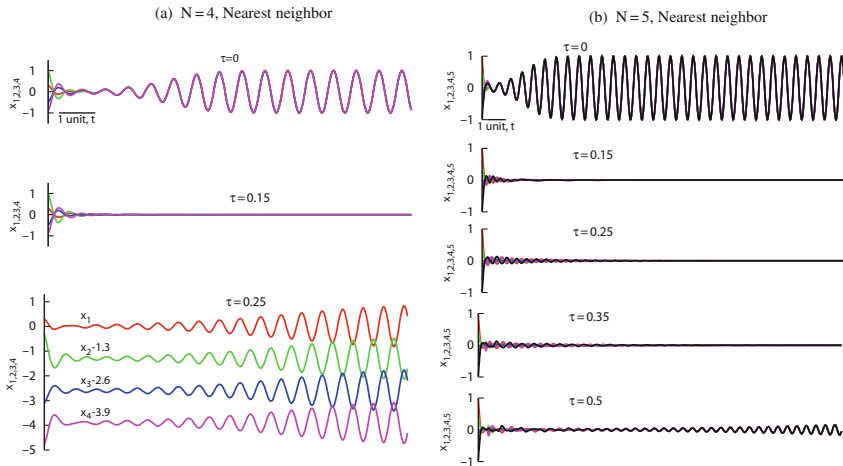 (a) N=4, Nearest neighbor
τ=0
x1,2,3,4
1
0
−1
1 unit, t
τ=0.15
x1,2,3,4
1
0
−1
τ=0.25
x1,2,3,4
1
0
−1
−2
−3
−4
−5
x1
x2-1.3
x3-2.6
x4-3.9
(b) N=5, Nearest neighbor
τ=0
x1,2,3,4,5
1
0
−1
1 unit, t
τ=0.15
x1,2,3,4,5
1
0
−1
τ=0.25
x1,2,3,4,5
1
0
−1
τ=0.35
x1,2,3,4,5
1
0
−1
τ=0.5
x1,2,3,4,5
1
0
−1